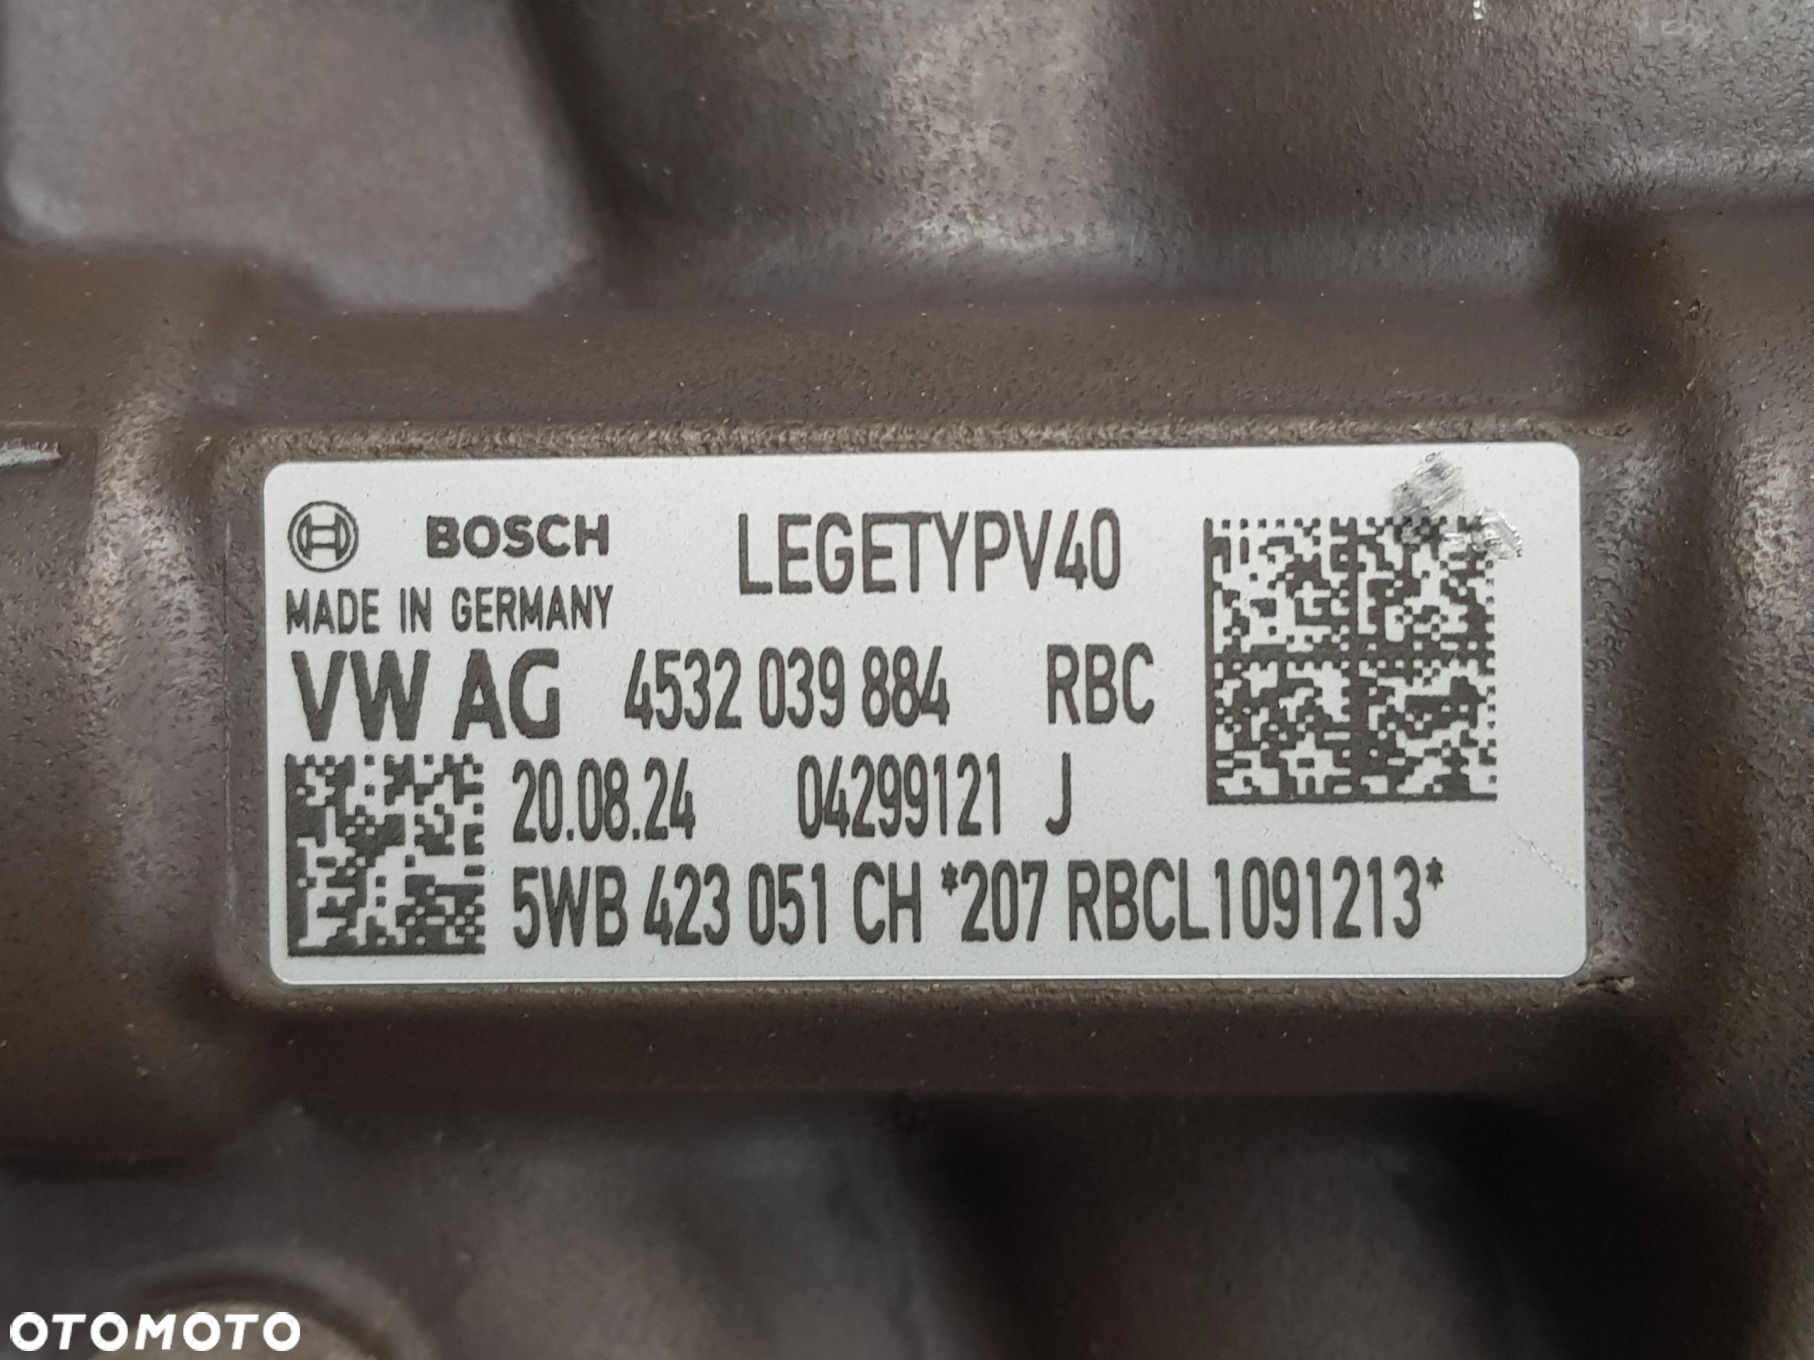 BOSCH LEGETYPV40
MADE IN GERMANY
VW AG 4532 039 884 RBC
20.08.24 04299121 J
5WB 423 051 CH *207 RBCL1091213*
OTOMOTO